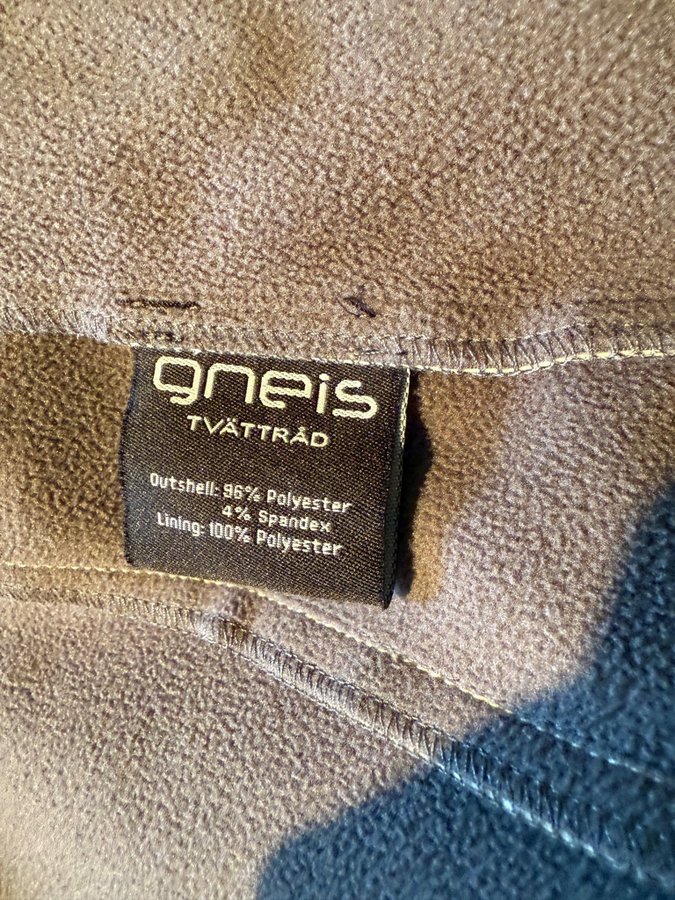 gneis
TVÄTTRÅD
Outshell: 96% Polyester
4% Spandex
Lining: 100% Polyester